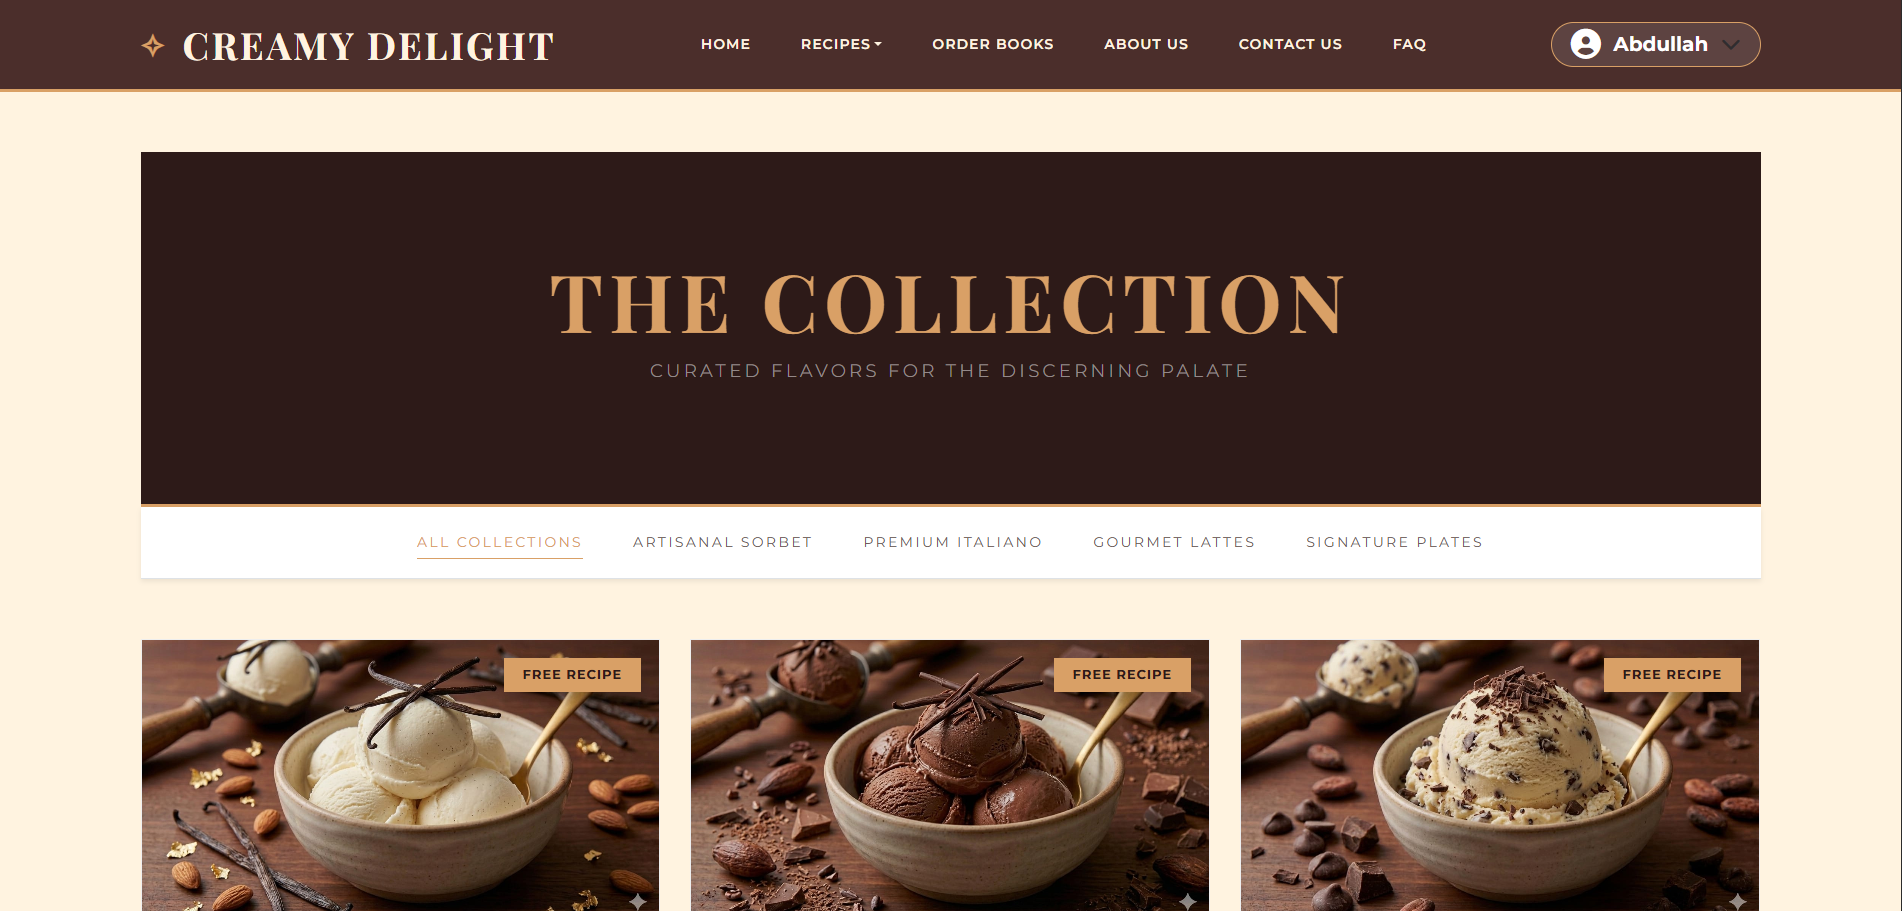 CREAMY DELIGHT
HOME RECIPES ORDER BOOKS ABOUT US CONTACT US FAQ
Abdullah
THE COLLECTION
CURATED FLAVORS FOR THE DISCERNING PALATE
ALL COLLECTIONS ARTISANAL SORBET PREMIUM ITALIANO GOURMET LATTES SIGNATURE PLATES
FREE RECIPE
FREE RECIPE
FREE RECIPE